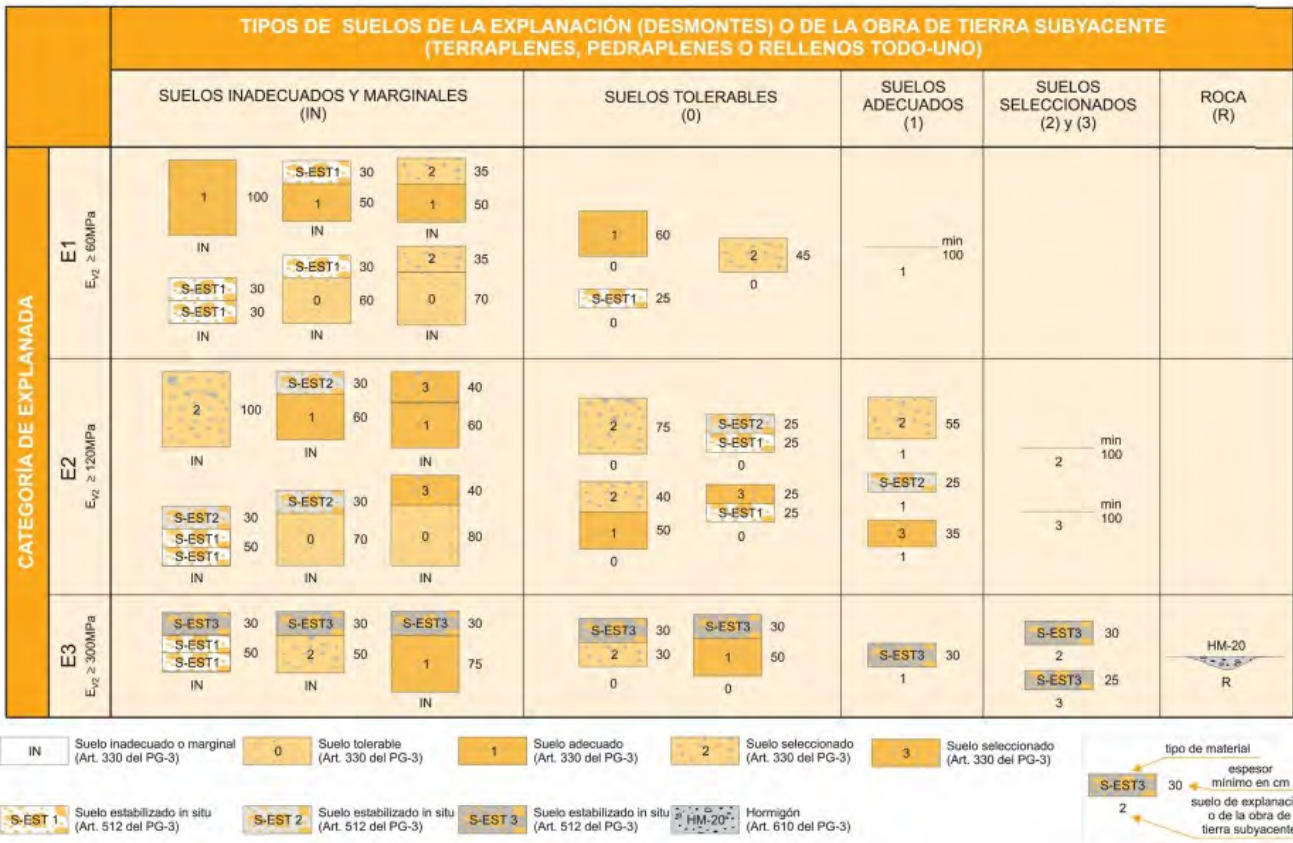 TIPOS DE SUELOS DE LA EXPLANACIÓN (DESMONTES) O DE LA OBRA DE TIERRA SUBYACENTE
(TERRAPLENES, PEDRAPLENES O RELLENOS TODO-UNO)
SUELOS INADECUADOS Y MARGINALES
(IN)
SUELOS TOLERABLES
(0)
SUELOS
ADECUADOS
(1)
SUELOS
SELECCIONADOS
(2) y (3)
ROCA
(R)
CATEGORÍA DE EXPLANADA
E1
EV2 ≥ 60MPa
1 100
IN
S-EST1 30
1 50
IN
2 35
1 50
IN
S-EST1 30
S-EST1 30
IN
S-EST1 30
0 60
IN
2 35
0 70
IN
1 60
0
2 45
0
S-EST1 25
0
min
100
1
E2
EV2 ≥ 120MPa
2 100
IN
S-EST2 30
1 60
IN
3 40
1 60
IN
S-EST2 30
S-EST1
S-EST1 50
IN
S-EST2 30
0 70
IN
3 40
0 80
IN
2 75
0
S-EST2 25
S-EST1 25
0
2 40
1 50
0
3 25
S-EST1 25
0
2 55
1
S-EST2 25
1
3 35
1
min
100
2
min
100
3
E3
EV2 ≥ 300MPa
S-EST3 30
S-EST1
S-EST1 50
IN
S-EST3 30
2 50
IN
S-EST3 30
1 75
IN
S-EST3 30
2 30
0
S-EST3 30
1 50
0
S-EST3 30
1
S-EST3 30
2
S-EST3 25
3
HM-20
R
IN Suelo inadecuado o marginal
(Art. 330 del PG-3)
0 Suelo tolerable
(Art. 330 del PG-3)
1 Suelo adecuado
(Art. 330 del PG-3)
2 Suelo seleccionado
(Art. 330 del PG-3)
3 Suelo seleccionado
(Art. 330 del PG-3)
S-EST 1 Suelo estabilizado in situ
(Art. 512 del PG-3)
S-EST 2 Suelo estabilizado in situ
(Art. 512 del PG-3)
S-EST 3 Suelo estabilizado in situ
(Art. 512 del PG-3)
HM-20 Hormigón
(Art. 610 del PG-3)
tipo de material
S-EST3 30
espesor
mínimo en cm
2
suelo de explanaci
o de la obra de
tierra subyacente